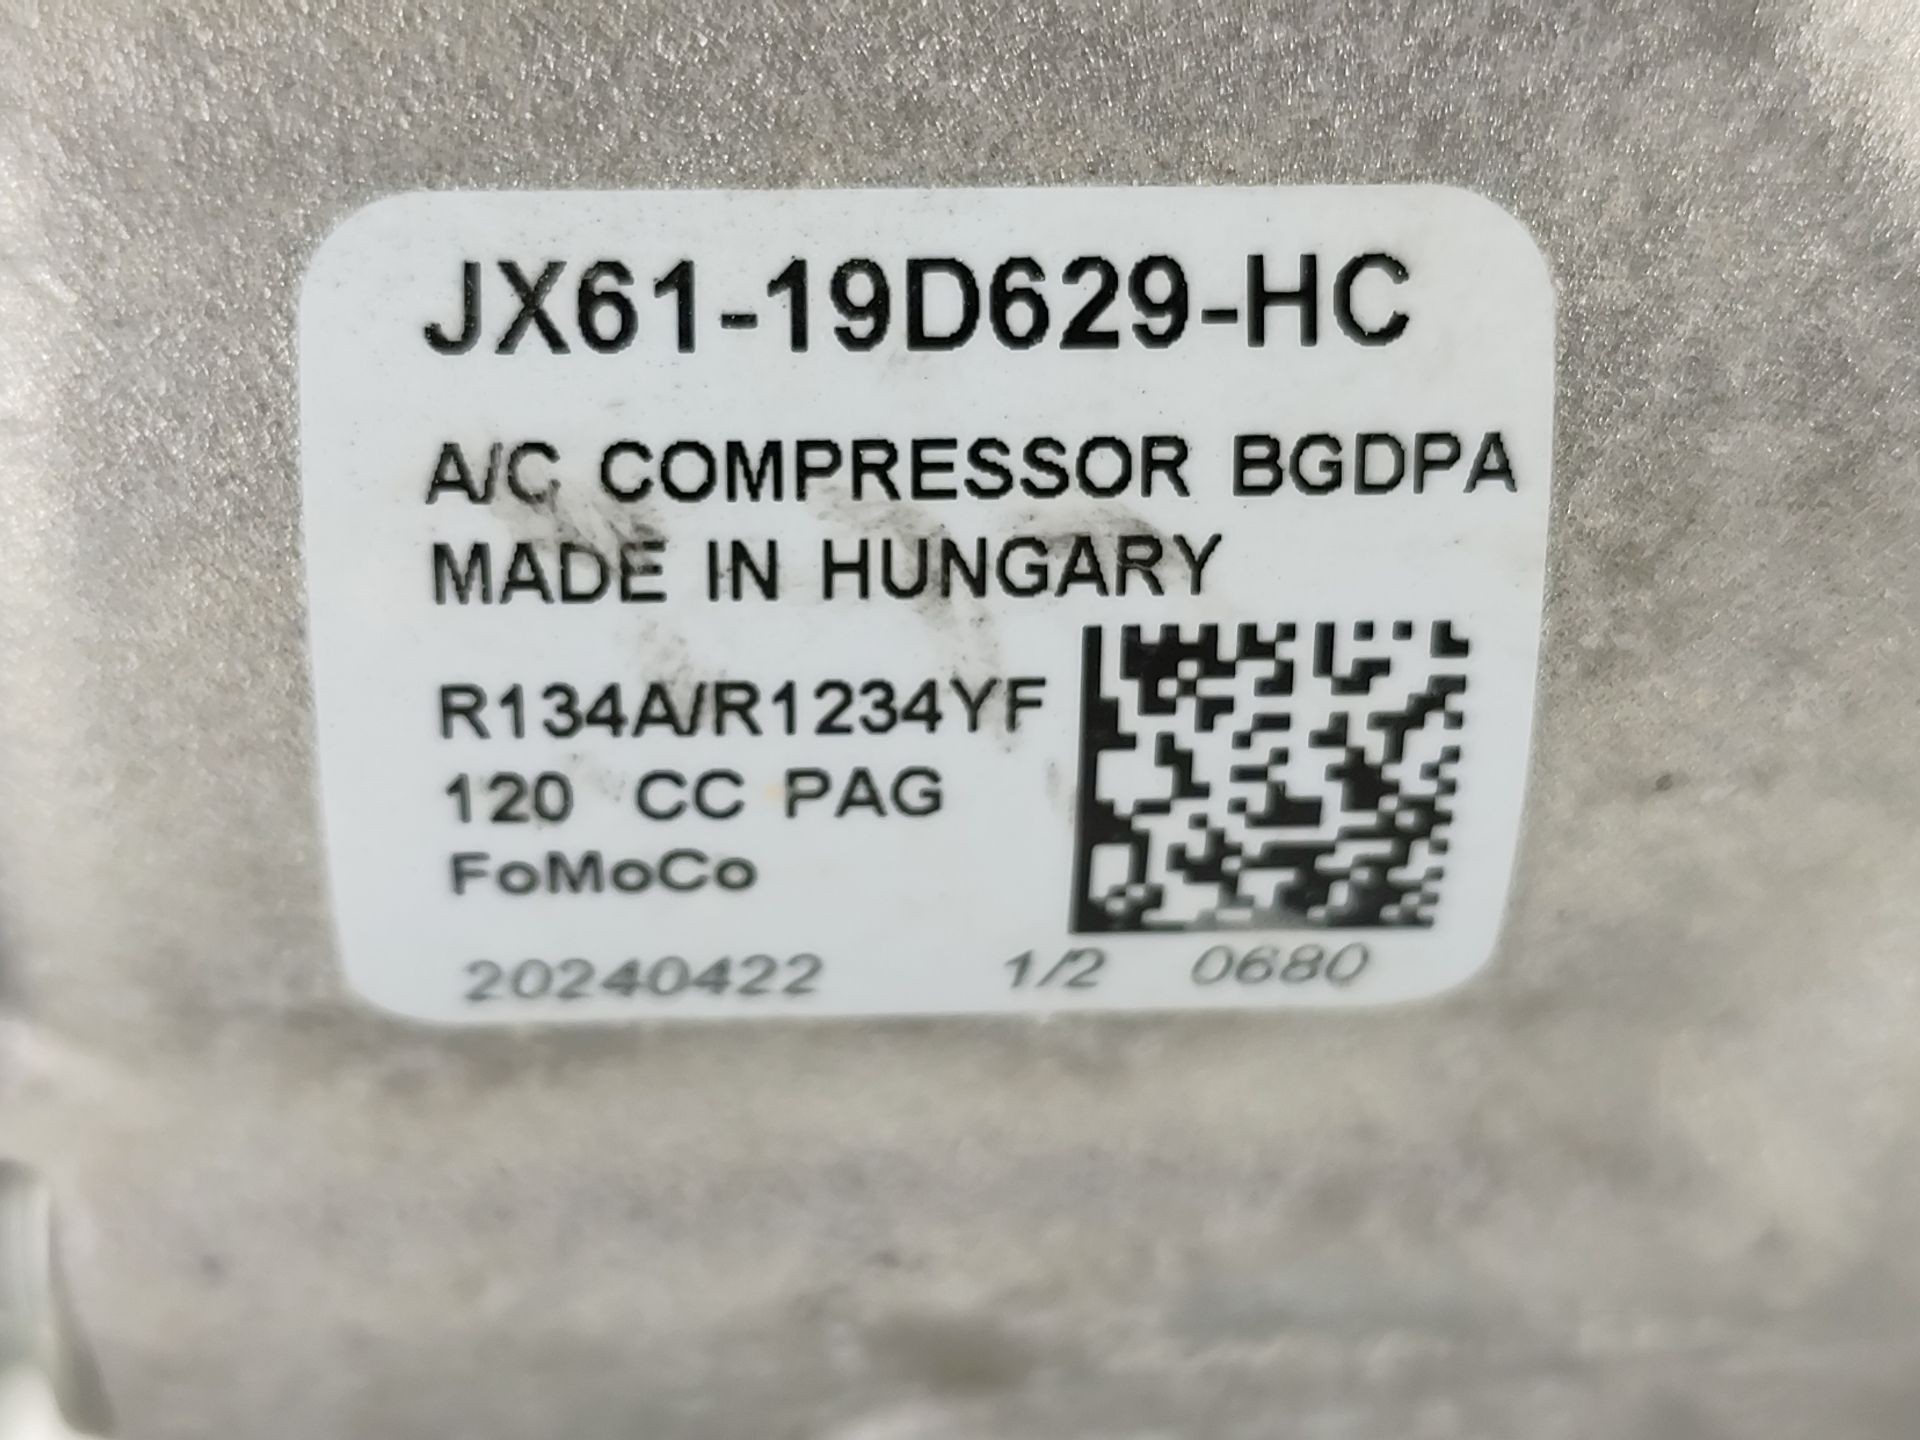 JX61-19D629-HC
A/C COMPRESSOR BGDPA
MADE IN HUNGARY
R134A/R1234YF
120 CC PAG
FoMoCo
20240422 1/2 0680